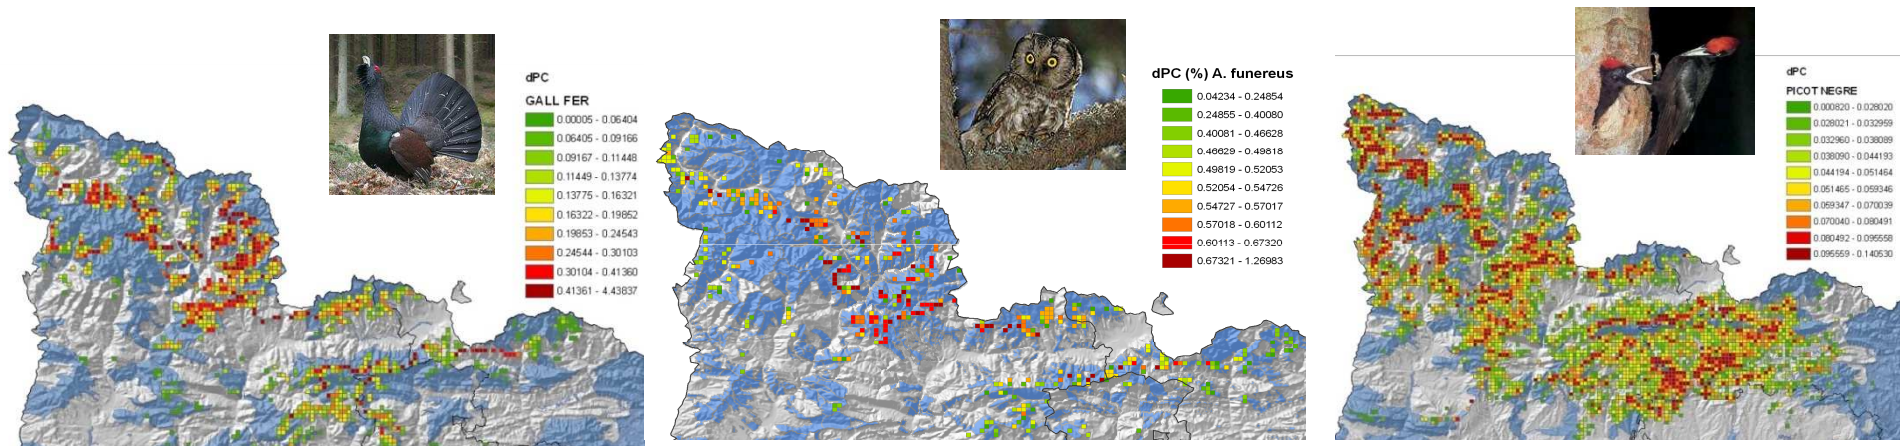 dPC
GALL FER
0.00005 - 0.06404
0.06405 - 0.09166
0.09167 - 0.11448
0.11449 - 0.13774
0.13775 - 0.16321
0.16322 - 0.19852
0.19853 - 0.24543
0.24544 - 0.30103
0.30104 - 0.41360
0.41361 - 4.43837
dPC (%) A. funereus
0.04234 - 0.24854
0.24855 - 0.40080
0.40081 - 0.46628
0.46629 - 0.49818
0.49819 - 0.52053
0.52054 - 0.54726
0.54727 - 0.57017
0.57018 - 0.60112
0.60113 - 0.67320
0.67321 - 1.26983
dPC
PICOT NEGRE
0.000820 - 0.028020
0.028021 - 0.032959
0.032960 - 0.038089
0.038090 - 0.044193
0.044194 - 0.051464
0.051465 - 0.059346
0.059347 - 0.070039
0.070040 - 0.080491
0.080492 - 0.095558
0.095559 - 0.140530